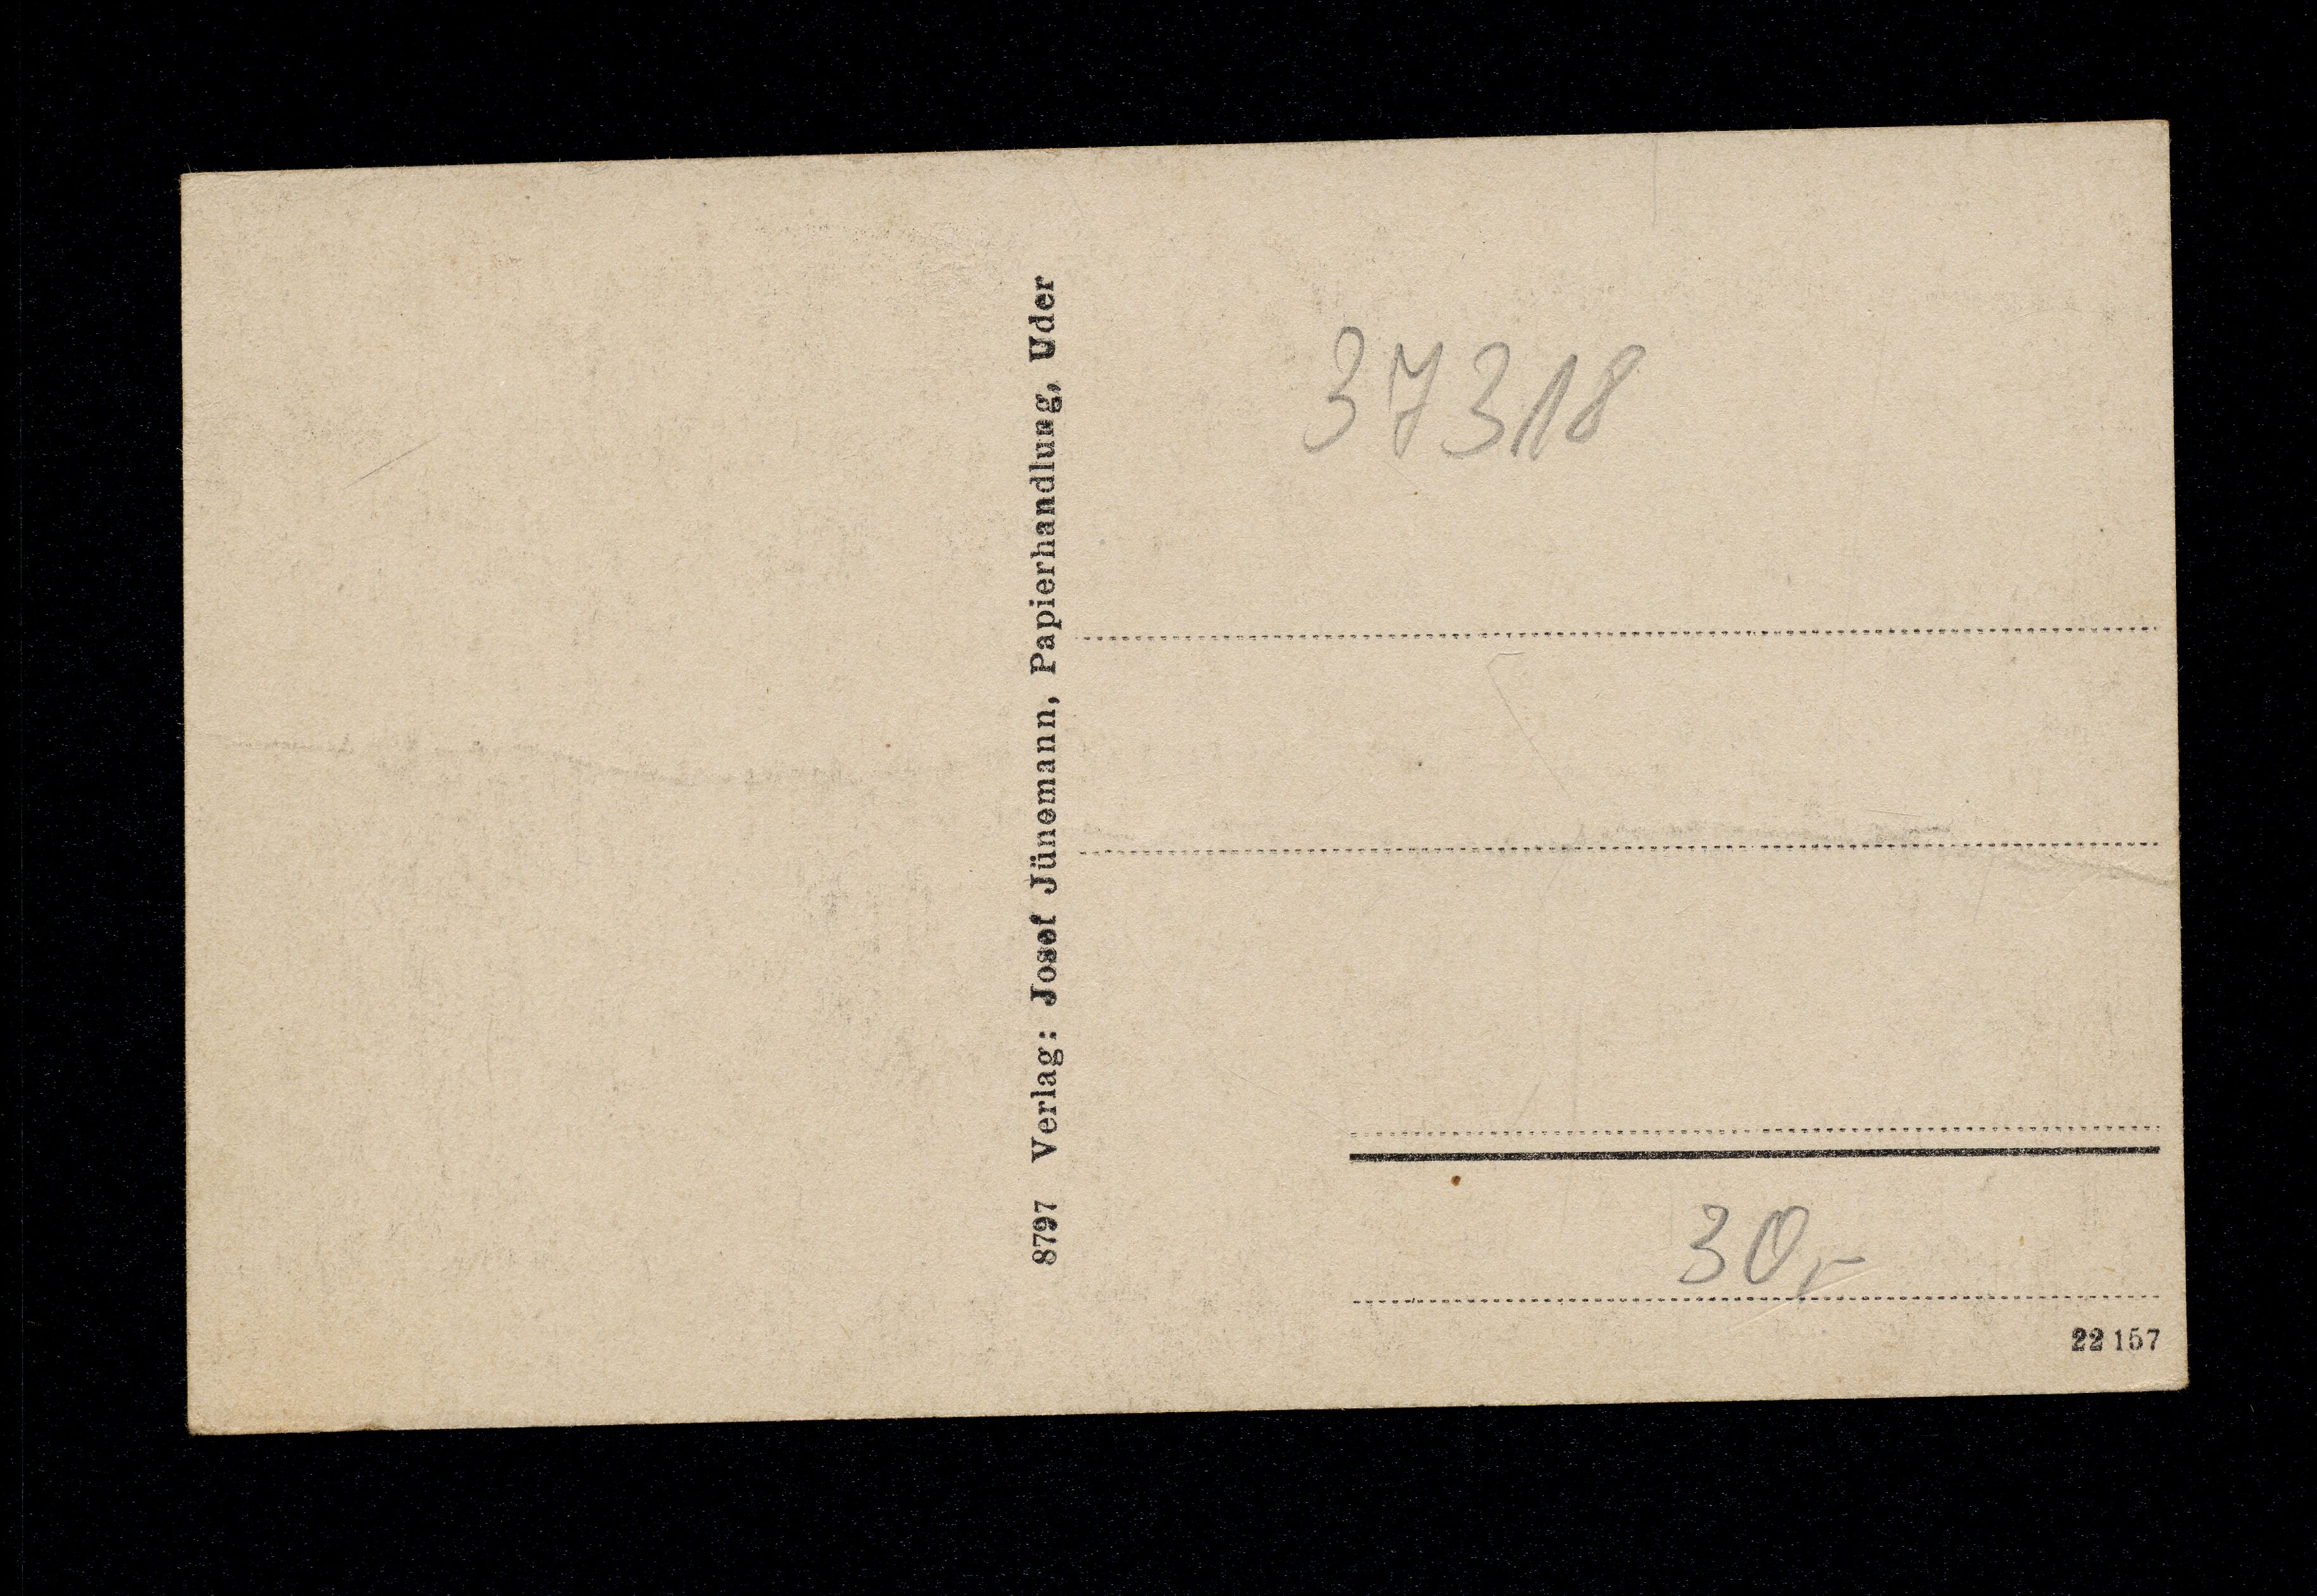 8797 Verlag: Josef Jünemann, Papierhandlung, Uder
37318
30,-
22 157